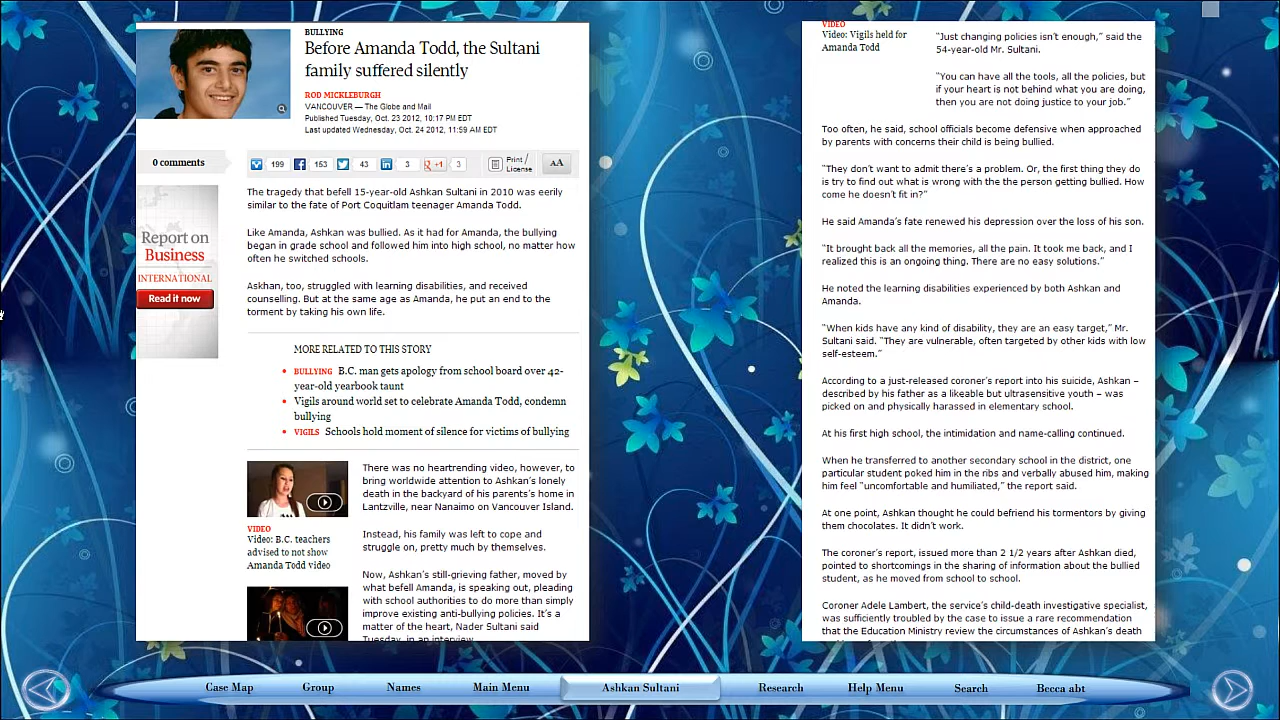 BULLYING
Before Amanda Todd, the Sultani
family suffered silently
ROD MICKLEBURGH
VANCOUVER — The Globe and Mail
Published Tuesday, Oct. 23 2012, 10:17 PM EDT
Last updated Wednesday, Oct. 24 2012, 11:59 AM EDT
0 comments
199
153
43
3
+1
3
Print /
License
AA
Report on
Business
INTERNATIONAL
Read it now
The tragedy that befell 15-year-old Ashkan Sultani in 2010 was eerily
similar to the fate of Port Coquitlam teenager Amanda Todd.
Like Amanda, Ashkan was bullied. As it had for Amanda, the bullying
began in grade school and followed him into high school, no matter how
often he switched schools.
Askhan, too, struggled with learning disabilities, and received
counselling. But at the same age as Amanda, he put an end to the
torment by taking his own life.
MORE RELATED TO THIS STORY
• BULLYING B.C. man gets apology from school board over 42-
year-old yearbook taunt
• Vigils around world set to celebrate Amanda Todd, condemn
bullying
• VIGILS Schools hold moment of silence for victims of bullying
There was no heartrending video, however, to
bring worldwide attention to Ashkan's lonely
death in the backyard of his parents's home in
Lantzville, near Nanaimo on Vancouver Island.
VIDEO
Video: B.C. teachers
advised to not show
Amanda Todd video
Instead, his family was left to cope and
struggle on, pretty much by themselves.
Now, Ashkan's still-grieving father, moved by
what befell Amanda, is speaking out, pleading
with school authorities to do more than simply
improve existing anti-bullying policies. It's a
matter of the heart, Nader Sultani said
Tuesday, in an interview.
VIDEO
Video: Vigils held for
Amanda Todd
"Just changing policies isn't enough," said the
54-year-old Mr. Sultani.
"You can have all the tools, all the policies, but
if your heart is not behind what you are doing,
then you are not doing justice to your job."
Too often, he said, school officials become defensive when approached
by parents with concerns their child is being bullied.
"They don't want to admit there's a problem. Or, the first thing they do
is try to find out what is wrong with the the person getting bullied. How
come he doesn't fit in?"
He said Amanda's fate renewed his depression over the loss of his son.
"It brought back all the memories, all the pain. It took me back, and I
realized this is an ongoing thing. There are no easy solutions."
He noted the learning disabilities experienced by both Ashkan and
Amanda.
"When kids have any kind of disability, they are an easy target," Mr.
Sultani said. "They are vulnerable, often targeted by other kids with low
self-esteem."
According to a just-released coroner's report into his suicide, Ashkan –
described by his father as a likeable but ultrasensitive youth – was
picked on and physically harassed in elementary school.
At his first high school, the intimidation and name-calling continued.
When he transferred to another secondary school in the district, one
particular student poked him in the ribs and verbally abused him, making
him feel "uncomfortable and humiliated," the report said.
At one point, Ashkan thought he could befriend his tormentors by giving
them chocolates. It didn't work.
The coroner's report, issued more than 2 1/2 years after Ashkan died,
pointed to shortcomings in the sharing of information about the bullied
student, as he moved from school to school.
Coroner Adele Lambert, the service's child-death investigative specialist,
was sufficiently troubled by the case to issue a rare recommendation
that the Education Ministry review the circumstances of Ashkan's death
Case Map
Group
Names
Main Menu
Ashkan Sultani
Research
Help Menu
Search
Becca abt